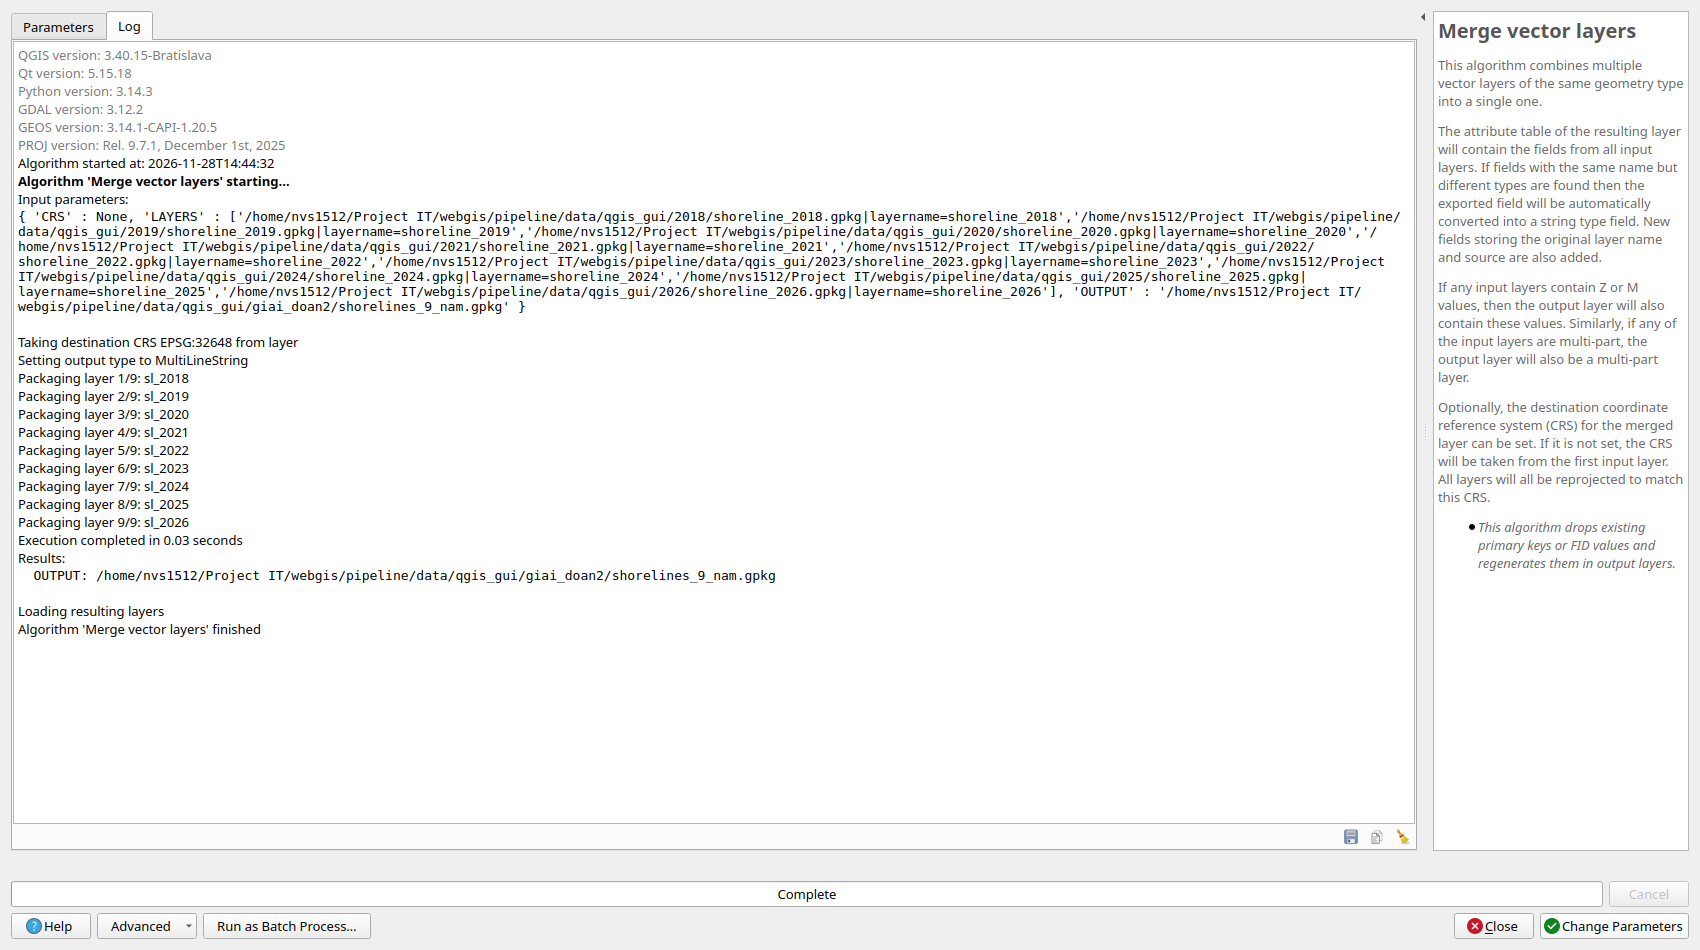 Parameters
Log
QGIS version: 3.40.15-Bratislava
Qt version: 5.15.18
Python version: 3.14.3
GDAL version: 3.12.2
GEOS version: 3.14.1-CAPI-1.20.5
PROJ version: Rel. 9.7.1, December 1st, 2025
Algorithm started at: 2026-11-28T14:44:32
Algorithm 'Merge vector layers' starting...
Input parameters:
{ 'CRS' : None, 'LAYERS' : ['/home/nvs1512/Project IT/webgis/pipeline/data/qgis_gui/2018/shoreline_2018.gpkg|layername=shoreline_2018','/home/nvs1512/Project IT/webgis/pipeline/
data/qgis_gui/2019/shoreline_2019.gpkg|layername=shoreline_2019','/home/nvs1512/Project IT/webgis/pipeline/data/qgis_gui/2020/shoreline_2020.gpkg|layername=shoreline_2020','/
home/nvs1512/Project IT/webgis/pipeline/data/qgis_gui/2021/shoreline_2021.gpkg|layername=shoreline_2021','/home/nvs1512/Project IT/webgis/pipeline/data/qgis_gui/2022/
shoreline_2022.gpkg|layername=shoreline_2022','/home/nvs1512/Project IT/webgis/pipeline/data/qgis_gui/2023/shoreline_2023.gpkg|layername=shoreline_2023','/home/nvs1512/Project
IT/webgis/pipeline/data/qgis_gui/2024/shoreline_2024.gpkg|layername=shoreline_2024','/home/nvs1512/Project IT/webgis/pipeline/data/qgis_gui/2025/shoreline_2025.gpkg|
layername=shoreline_2025','/home/nvs1512/Project IT/webgis/pipeline/data/qgis_gui/2026/shoreline_2026.gpkg|layername=shoreline_2026'], 'OUTPUT' : '/home/nvs1512/Project IT/
webgis/pipeline/data/qgis_gui/giai_doan2/shorelines_9_nam.gpkg' }
Taking destination CRS EPSG:32648 from layer
Setting output type to MultiLineString
Packaging layer 1/9: sl_2018
Packaging layer 2/9: sl_2019
Packaging layer 3/9: sl_2020
Packaging layer 4/9: sl_2021
Packaging layer 5/9: sl_2022
Packaging layer 6/9: sl_2023
Packaging layer 7/9: sl_2024
Packaging layer 8/9: sl_2025
Packaging layer 9/9: sl_2026
Execution completed in 0.03 seconds
Results:
OUTPUT: /home/nvs1512/Project IT/webgis/pipeline/data/qgis_gui/giai_doan2/shorelines_9_nam.gpkg
Loading resulting layers
Algorithm 'Merge vector layers' finished
Merge vector layers
This algorithm combines multiple
vector layers of the same geometry type
into a single one.
The attribute table of the resulting layer
will contain the fields from all input
layers. If fields with the same name but
different types are found then the
exported field will be automatically
converted into a string type field. New
fields storing the original layer name
and source are also added.
If any input layers contain Z or M
values, then the output layer will also
contain these values. Similarly, if any of
the input layers are multi-part, the
output layer will also be a multi-part
layer.
Optionally, the destination coordinate
reference system (CRS) for the merged
layer can be set. If it is not set, the CRS
will be taken from the first input layer.
All layers will all be reprojected to match
this CRS.
• This algorithm drops existing
primary keys or FID values and
regenerates them in output layers.
Complete
Cancel
Help
Advanced
Run as Batch Process...
Close
Change Parameters